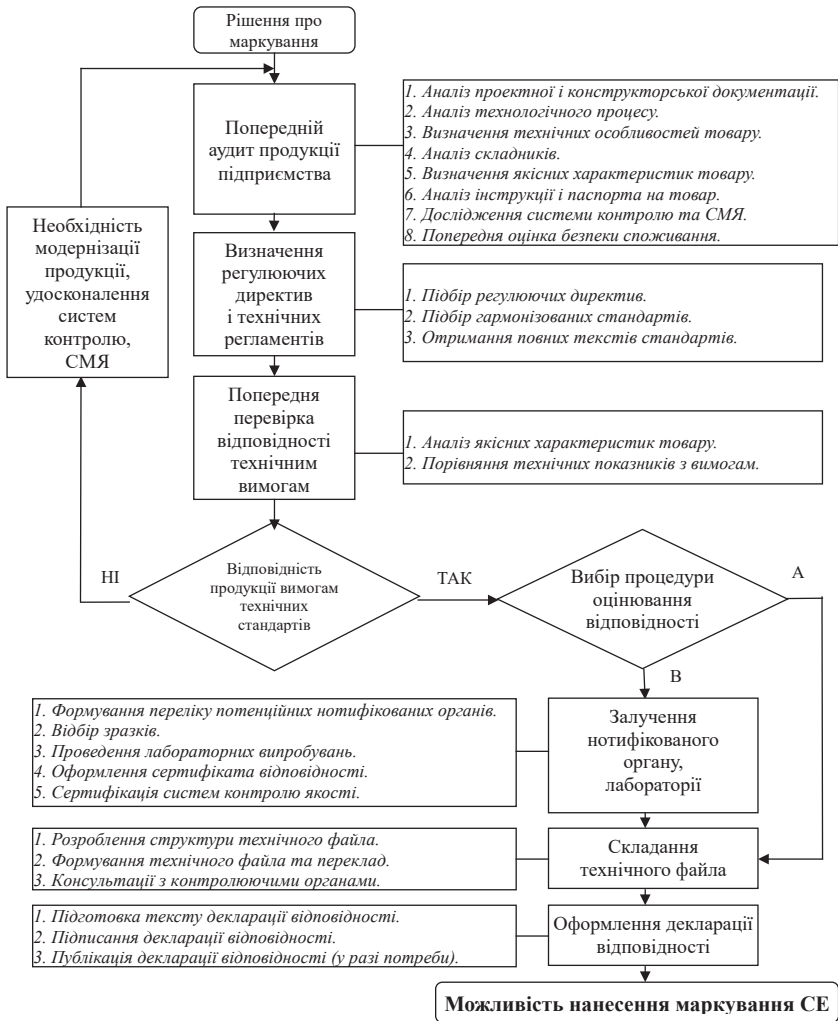 Рішення про
маркування
Попередній
аудит продукції
підприємства
1. Аналіз проектної і конструкторської документації.
2. Аналіз технологічного процесу.
3. Визначення технічних особливостей товару.
4. Аналіз складників.
5. Визначення якісних характеристик товару.
6. Аналіз інструкції і паспорта на товар.
7. Дослідження системи контролю та СМЯ.
8. Попередня оцінка безпеки споживання.
Необхідність
модернізації
продукції,
удосконалення
систем
контролю,
СМЯ
Визначення
регулюючих
директив
і технічних
регламентів
1. Підбір регулюючих директив.
2. Підбір гармонізованих стандартів.
3. Отримання повних текстів стандартів.
Попередня
перевірка
відповідності
технічним
вимогам
1. Аналіз якісних характеристик товару.
2. Порівняння технічних показників з вимогам.
НІ
Відповідність
продукції вимогам
технічних
стандартів
ТАК
Вибір процедури
оцінювання
відповідності
А
В
1. Формування переліку потенційних нотифікованих органів.
2. Відбір зразків.
3. Проведення лабораторних випробувань.
4. Оформлення сертифіката відповідності.
5. Сертифікація систем контролю якості.
Залучення
нотифікованого
органу,
лабораторії
1. Розроблення структури технічного файла.
2. Формування технічного файла та переклад.
3. Консультації з контролюючими органами.
Складання
технічного файла
1. Підготовка тексту декларації відповідності.
2. Підписання декларації відповідності.
3. Публікація декларації відповідності (у разі потреби).
Оформлення декларації
відповідності
Можливість нанесення маркування СЕ